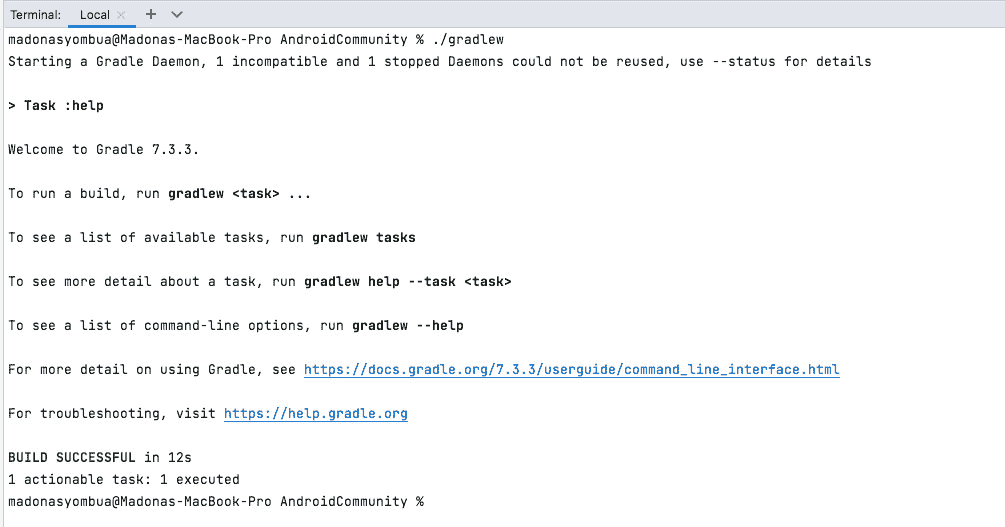 Terminal: Local × + ⌄
madonasyombua@Madonas-MacBook-Pro AndroidCommunity % ./gradlew
Starting a Gradle Daemon, 1 incompatible and 1 stopped Daemons could not be reused, use --status for details
> Task :help
Welcome to Gradle 7.3.3.
To run a build, run gradlew <task> ...
To see a list of available tasks, run gradlew tasks
To see more detail about a task, run gradlew help --task <task>
To see a list of command-line options, run gradlew --help
For more detail on using Gradle, see https://docs.gradle.org/7.3.3/userguide/command_line_interface.html
For troubleshooting, visit https://help.gradle.org
BUILD SUCCESSFUL in 12s
1 actionable task: 1 executed
madonasyombua@Madonas-MacBook-Pro AndroidCommunity %